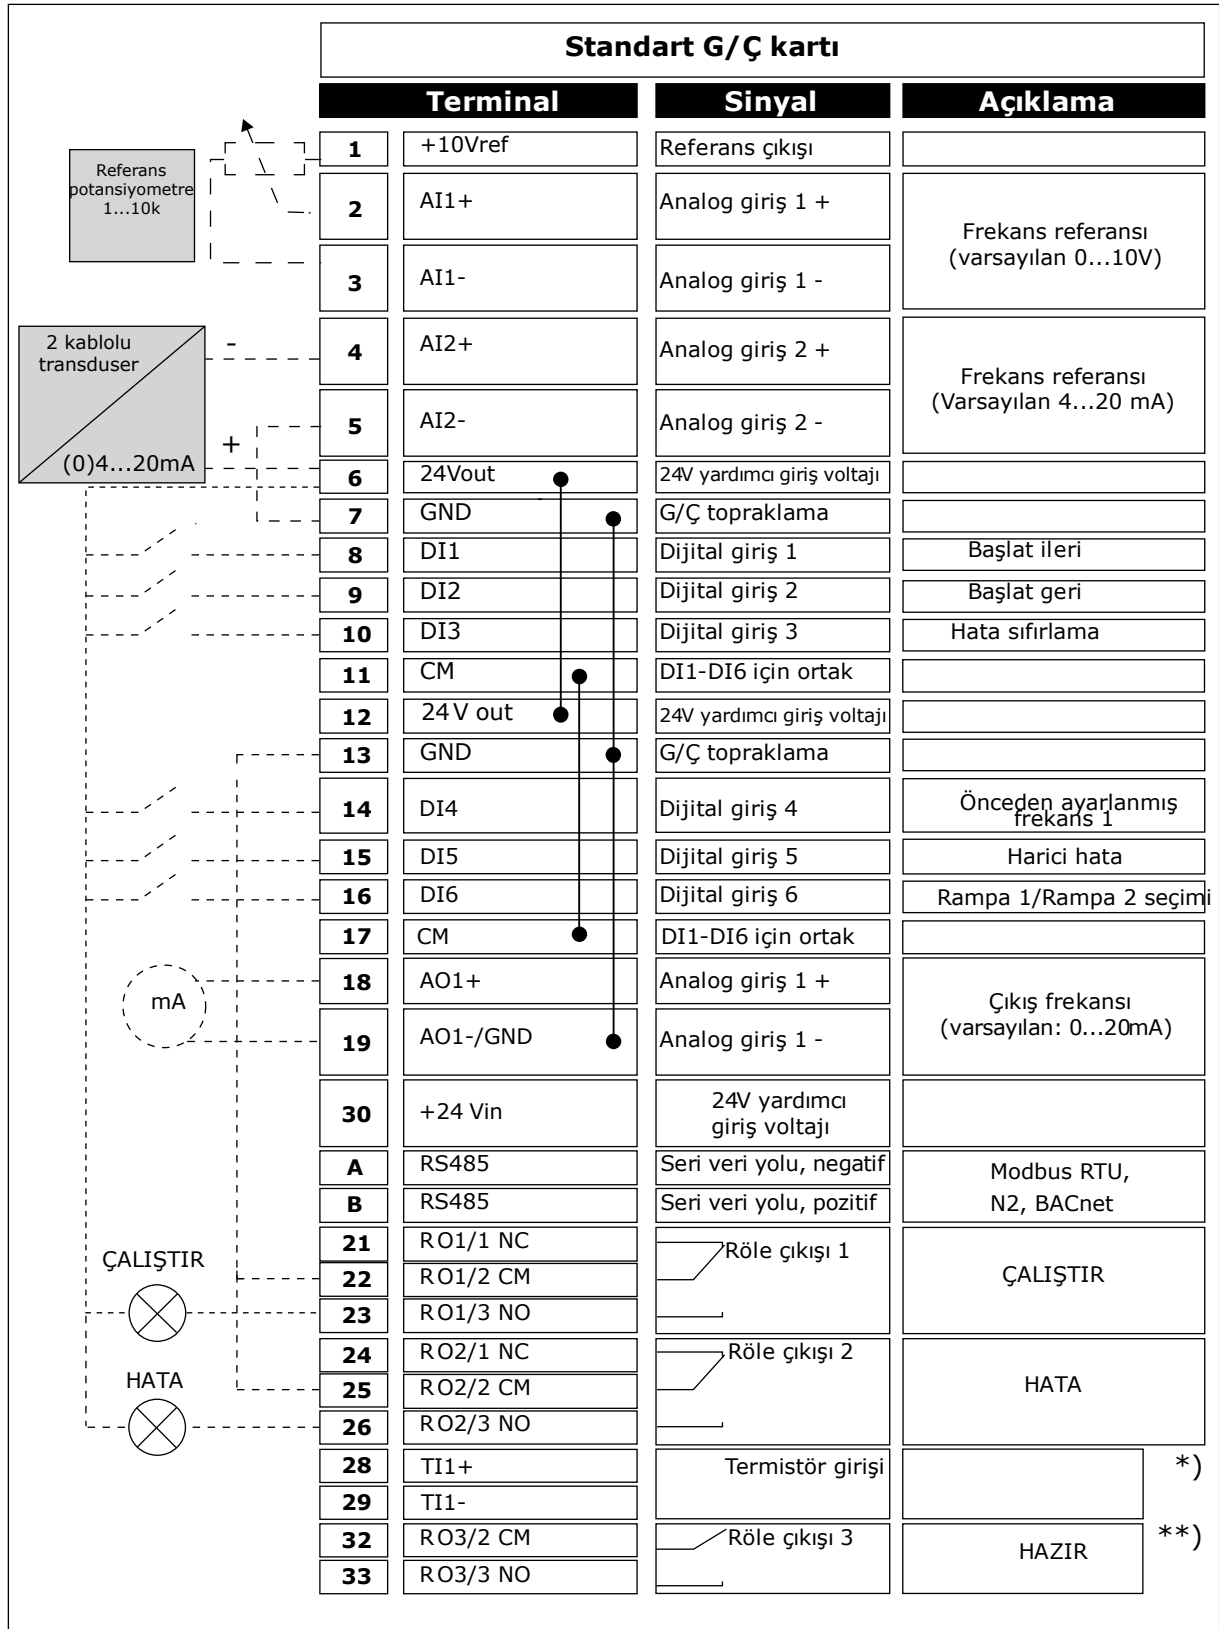 Standart G/Ç kartı
Terminal Sinyal Açıklama
Referans
potansiyometre
1...10k
1 +10Vref Referans çıkışı
2 AI1+ Analog giriş 1 +
Frekans referansı
(varsayılan 0...10V)
3 AI1- Analog giriş 1 -
2 kablolu
transduser
-
+
(0)4...20mA
4 AI2+ Analog giriş 2 +
Frekans referansı
(Varsayılan 4...20 mA)
5 AI2- Analog giriş 2 -
6 24Vout 24V yardımcı giriş voltajı
7 GND G/Ç topraklama
8 DI1 Dijital giriş 1 Başlat ileri
9 DI2 Dijital giriş 2 Başlat geri
10 DI3 Dijital giriş 3 Hata sıfırlama
11 CM DI1-DI6 için ortak
12 24 V out 24V yardımcı giriş voltajı
13 GND G/Ç topraklama
14 DI4 Dijital giriş 4 Önceden ayarlanmış
frekans 1
15 DI5 Dijital giriş 5 Harici hata
16 DI6 Dijital giriş 6 Rampa 1/Rampa 2 seçimi
17 CM DI1-DI6 için ortak
mA
18 AO1+ Analog giriş 1 +
Çıkış frekansı
(varsayılan: 0...20mA)
19 AO1-/GND Analog giriş 1 -
30 +24 Vin 24V yardımcı
giriş voltajı
A RS485 Seri veri yolu, negatif
Modbus RTU,
B RS485 Seri veri yolu, pozitif
N2, BACnet
21 RO1/1 NC Röle çıkışı 1
ÇALIŞTIR
22 RO1/2 CM ÇALIŞTIR
23 RO1/3 NO
24 RO2/1 NC Röle çıkışı 2
HATA
25 RO2/2 CM HATA
26 RO2/3 NO
28 TI1+ Termistör girişi *)
29 TI1-
32 RO3/2 CM Röle çıkışı 3 HAZIR **)
33 RO3/3 NO